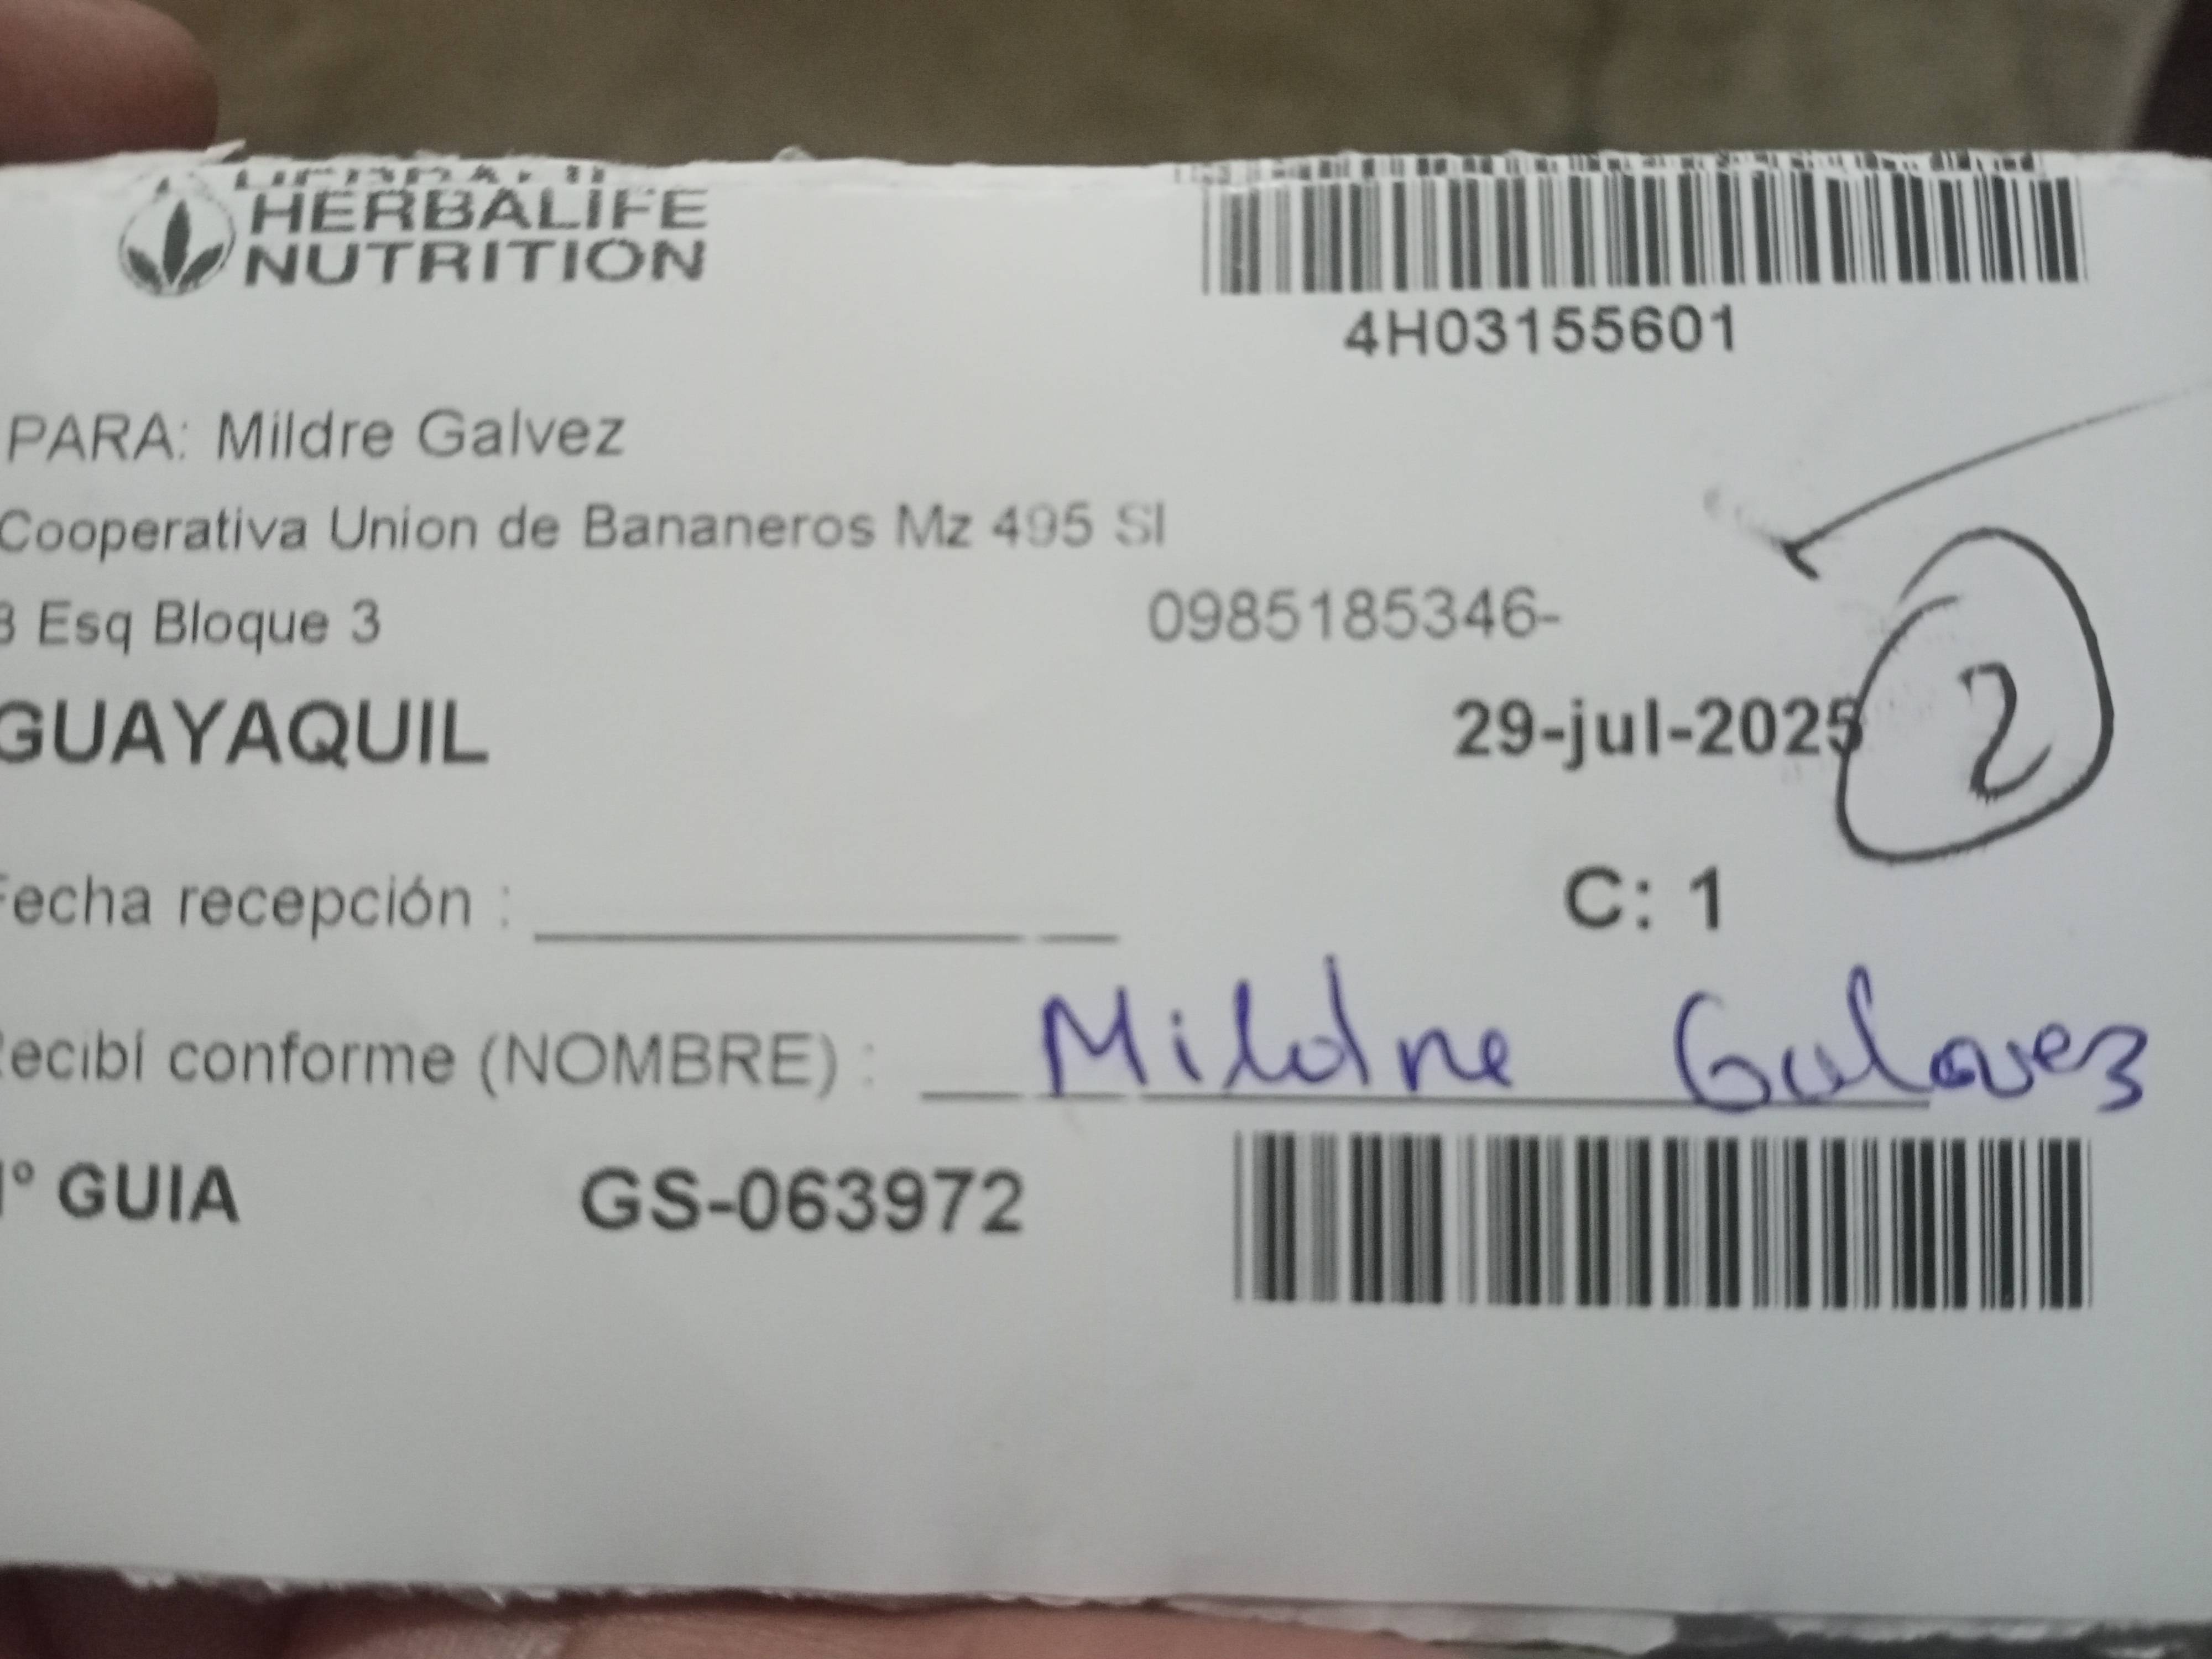 HERBALIFE
NUTRITION
4H03155601
PARA: Mildre Galvez
Cooperativa Union de Bananeros Mz 495 Sl
3 Esq Bloque 3
0985185346-
GUAYAQUIL
29-jul-2025
2
Fecha recepción :
C: 1
Recibí conforme (NOMBRE) : Mildre Galvez
N° GUIA GS-063972